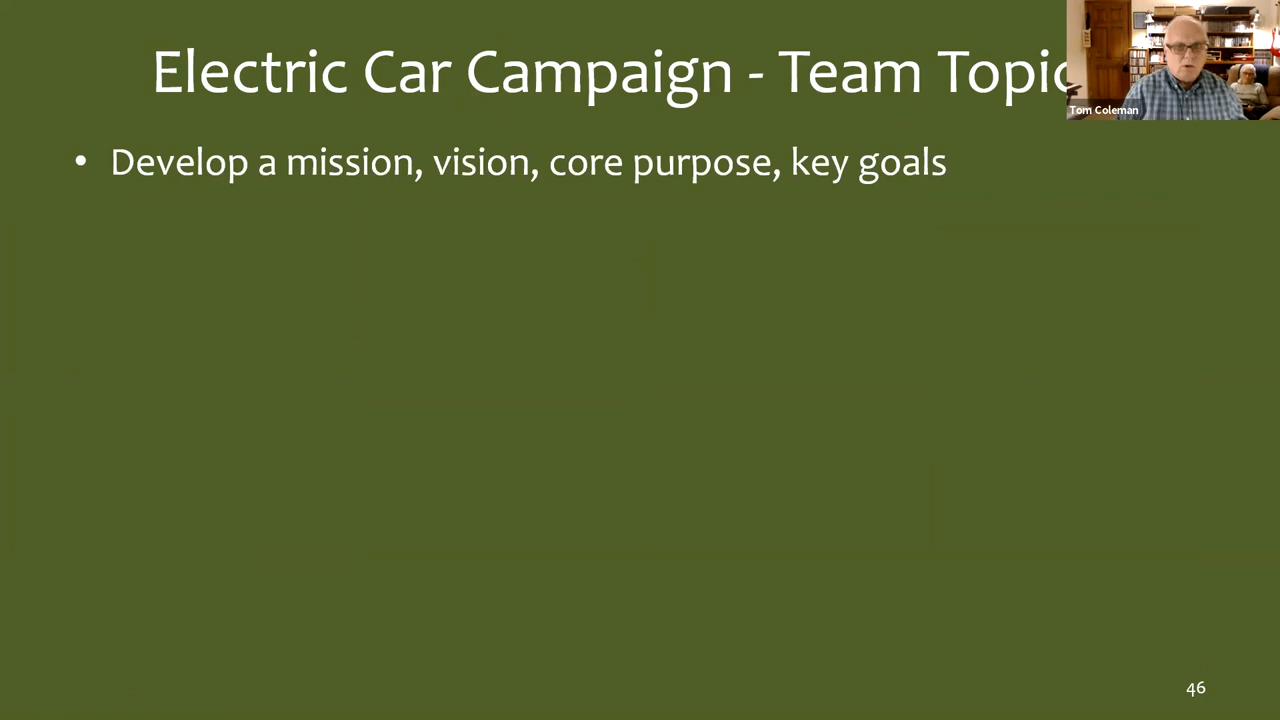 Electric Car Campaign - Team Topic
Tom Coleman
• Develop a mission, vision, core purpose, key goals
46